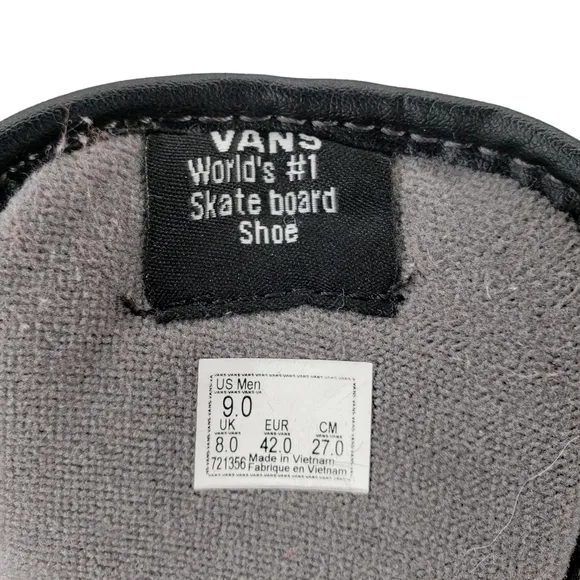 VANS
World's #1
Skate board
Shoe
US Men
9.0
UK EUR CM
8.0 42.0 27.0
721356 Made in Vietnam
Fabrique en Vietnam